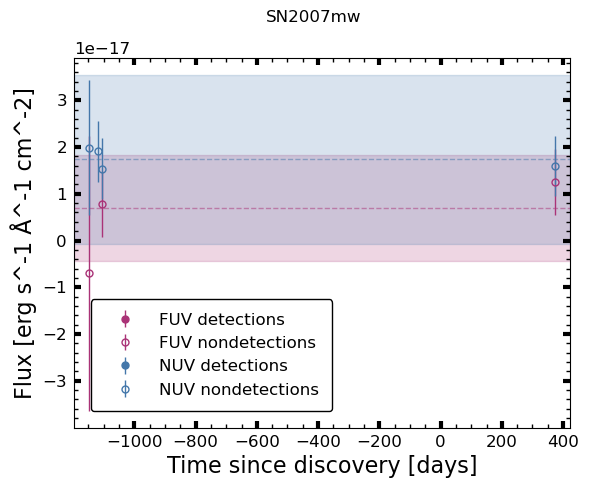 SN2007mw
1e−17
3
2
1
0
−1
−2
−3
Flux [erg s^-1 Å^-1 cm^-2]
FUV detections
FUV nondetections
NUV detections
NUV nondetections
−1000 −800 −600 −400 −200 0 200 400
Time since discovery [days]